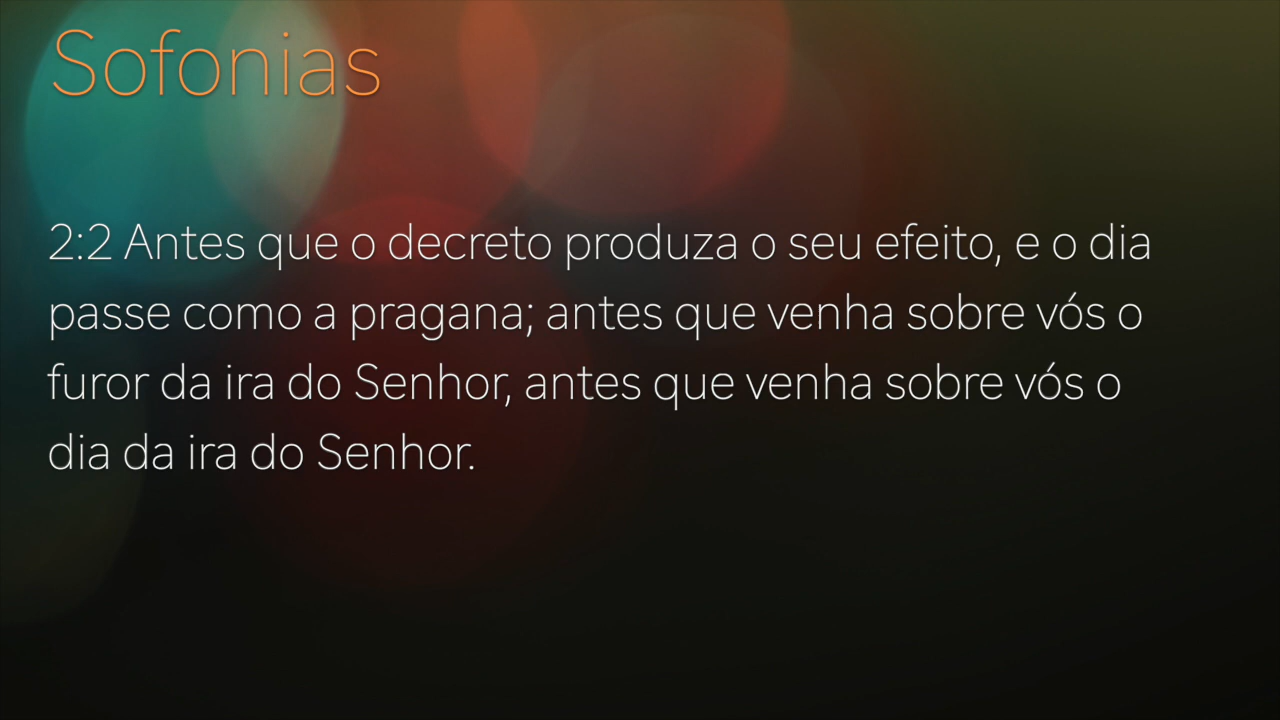 Sofonias
2:2 Antes que o decreto produza o seu efeito, e o dia
passe como a pragana; antes que venha sobre vós o
furor da ira do Senhor, antes que venha sobre vós o
dia da ira do Senhor.